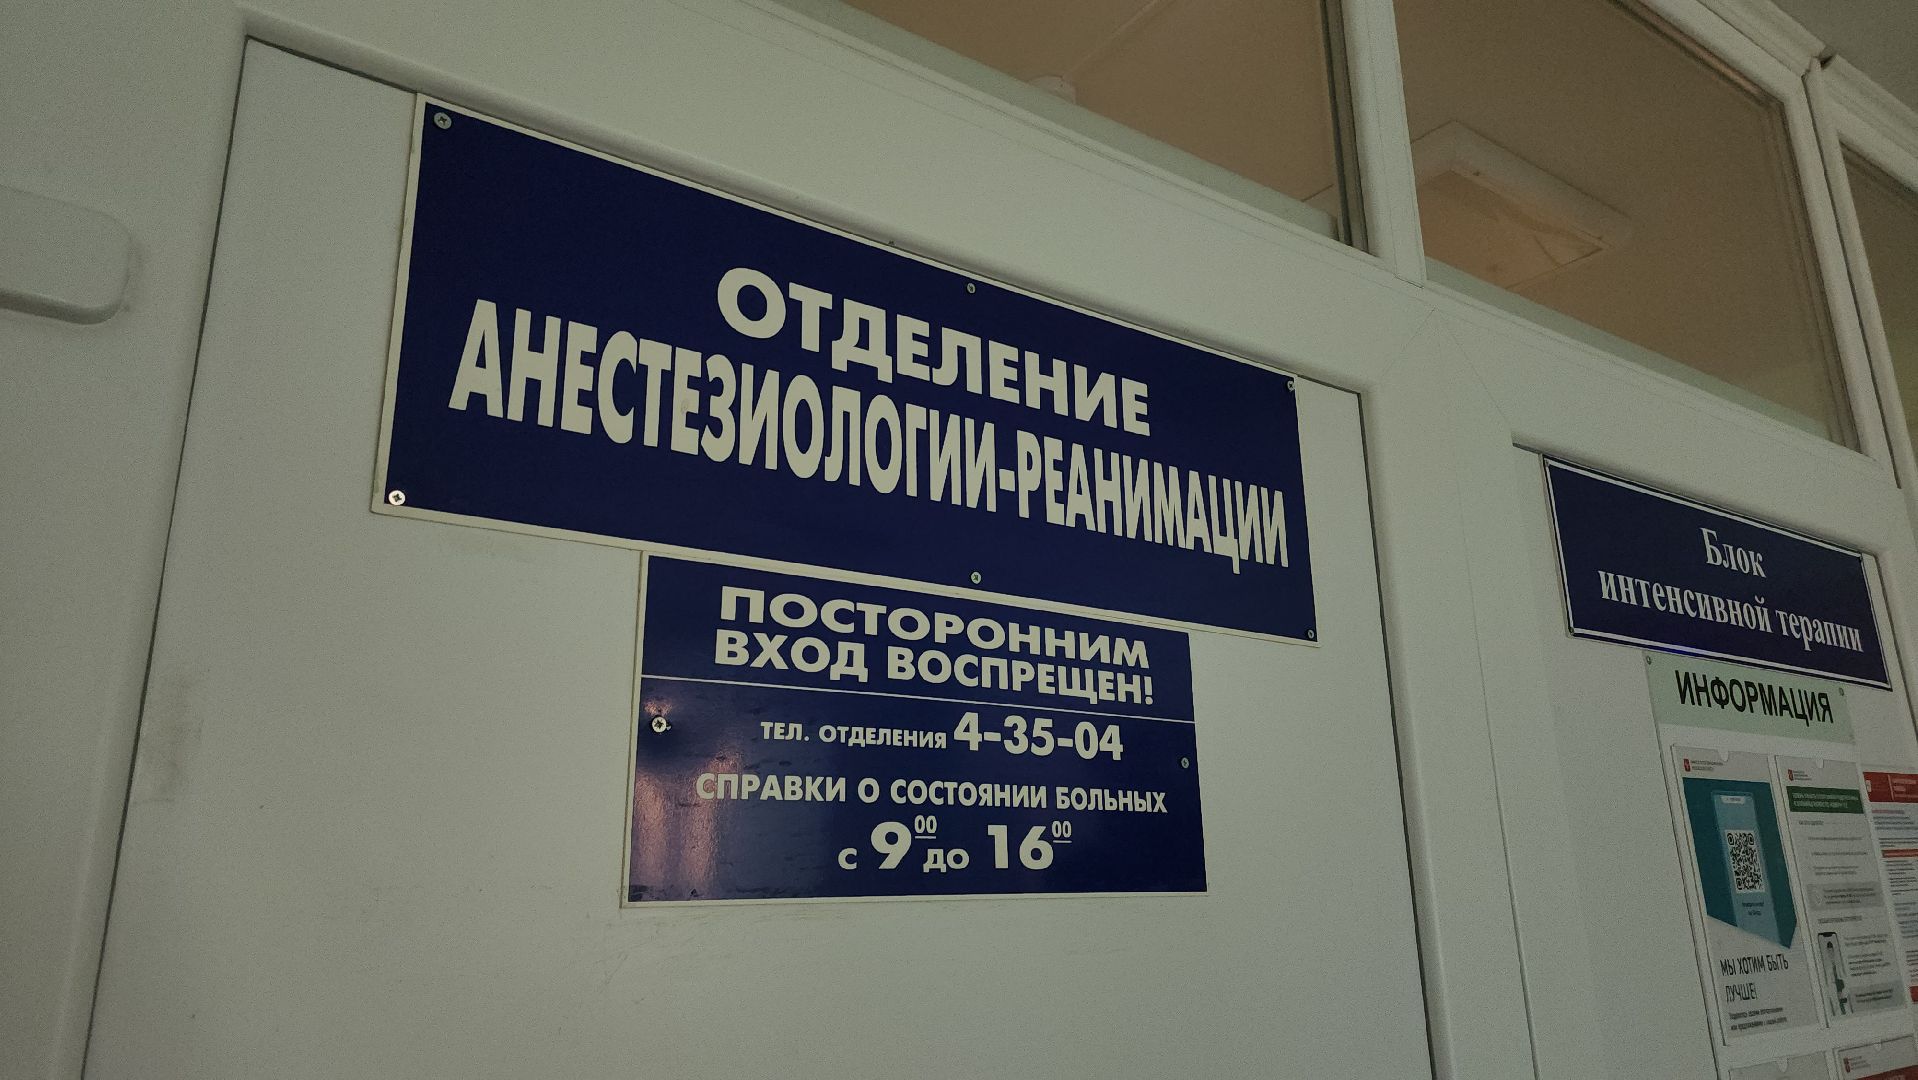 ОТДЕЛЕНИЕ
АНЕСТЕЗИОЛОГИИ-РЕАНИМАЦИИ
ПОСТОРОННИМ
ВХОД ВОСПРЕЩЕН!
ТЕЛ. ОТДЕЛЕНИЯ 4-35-04
СПРАВКИ О СОСТОЯНИИ БОЛЬНЫХ
С 9 00 ДО 16 00
Блок
интенсивной терапии
ИНФОРМАЦИЯ
МЫ ХОТИМ БЫТЬ
ЛУЧШЕ!